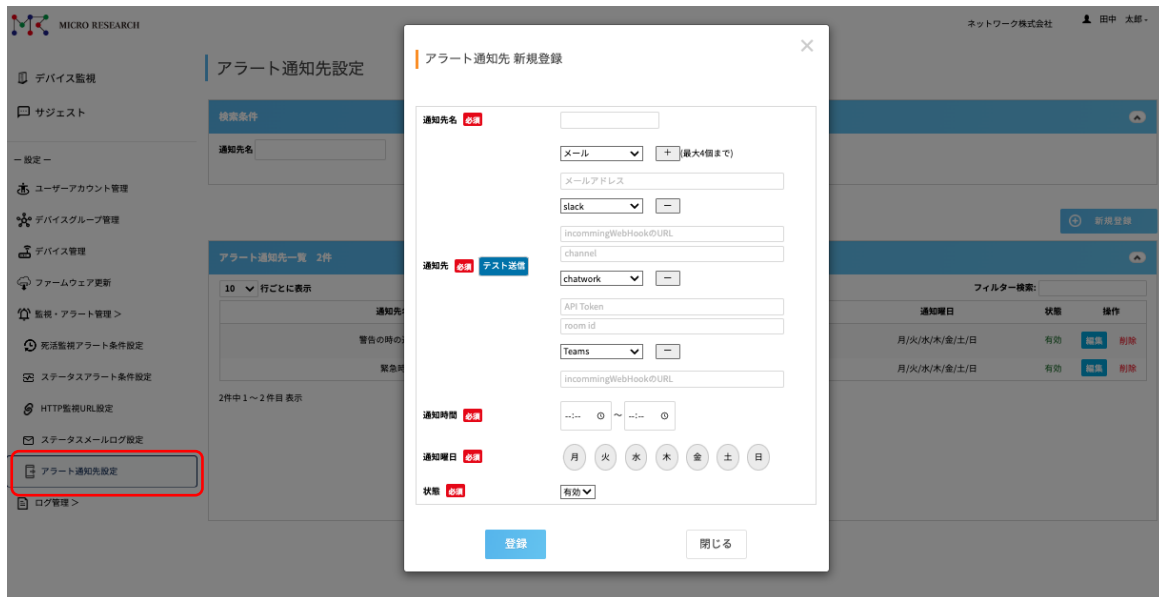 MICRO RESEARCH
ネットワーク株式会社
田中 太郎
デバイス監視
サジェスト
ー 設定 ー
ユーザーアカウント管理
デバイスグループ管理
デバイス管理
ファームウェア更新
監視・アラート管理 >
死活監視アラート条件設定
ステータスアラート条件設定
HTTP監視URL設定
ステータスメールログ設定
アラート通知先設定
ログ管理 >
アラート通知先設定
検索条件
通知先名
新規登録
アラート通知先一覧 2件
10 行ごとに表示
フィルター検索:
通知先
通知曜日 状態 操作
警告の時の
月/火/水/木/金/土/日 有効 編集 削除
緊急時
月/火/水/木/金/土/日 有効 編集 削除
2件中 1 ～ 2 件目 表示
アラート通知先 新規登録
×
通知先名 必須
メール + (最大4個まで)
メールアドレス
slack −
incommingWebHookのURL
channel
通知先 必須 テスト送信
chatwork −
API Token
room id
Teams −
incommingWebHookのURL
通知時間 必須 --:-- ～ --:--
通知曜日 必須 月 火 水 木 金 土 日
状態 必須 有効
登録 閉じる